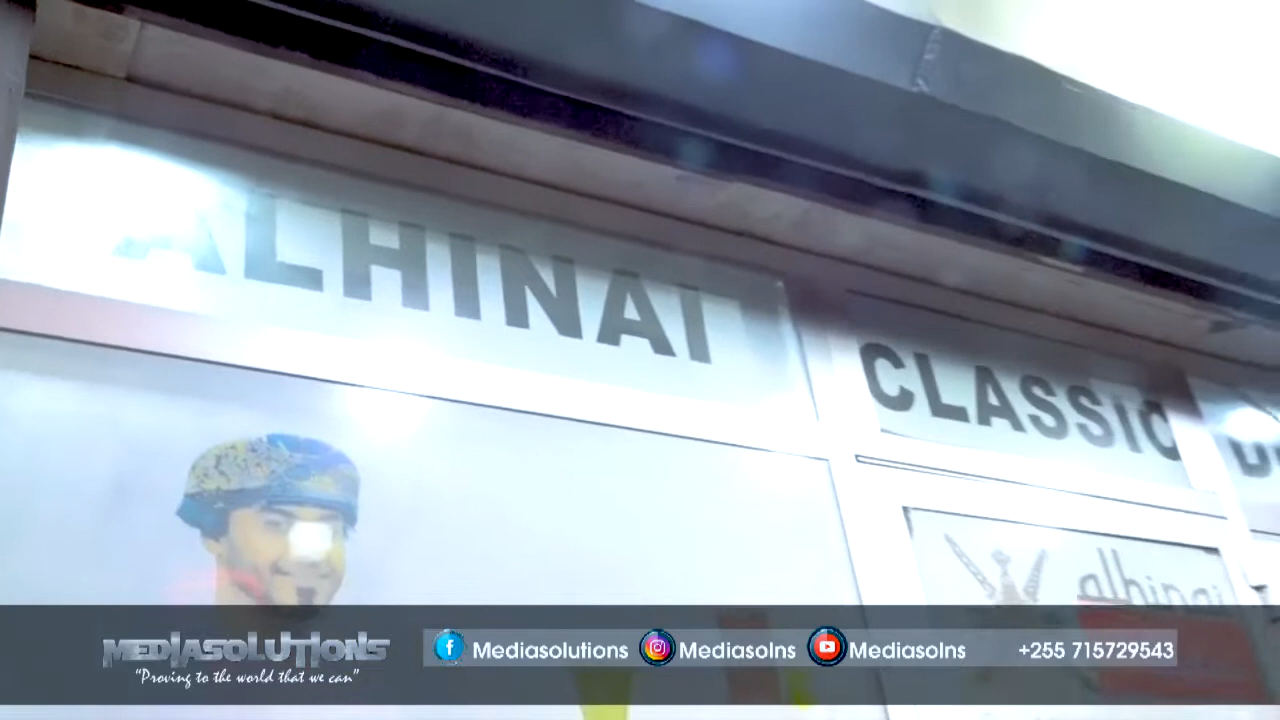 ALHINAI
CLASSIC
alhinai
MEDIASOLUTIONS
"Proving to the world that we can"
Mediasolutions
Mediasolns
Mediasolns
+255 715729543